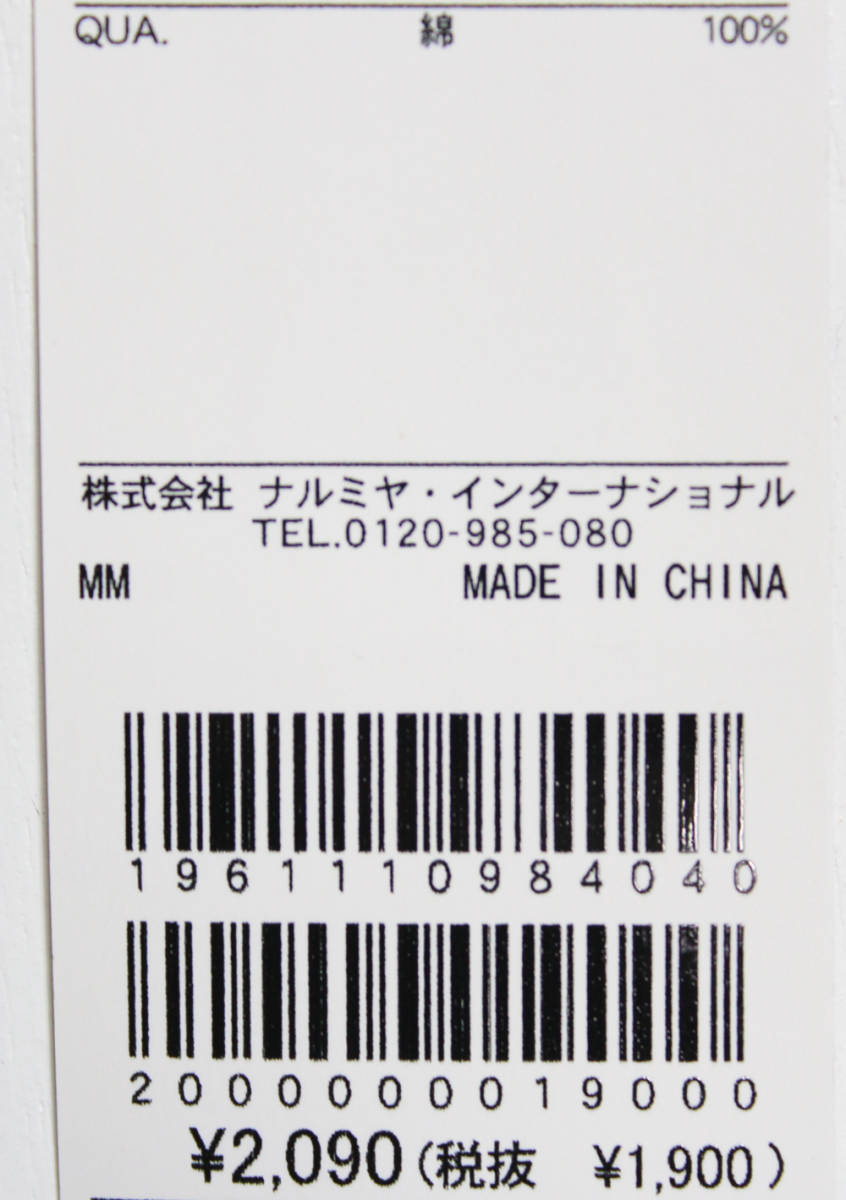 QUA. 綿 100%
株式会社 ナルミヤ・インターナショナル
TEL.0120-985-080
MM MADE IN CHINA
1961110984040
2000000019000
¥2,090(税抜 ¥1,900)